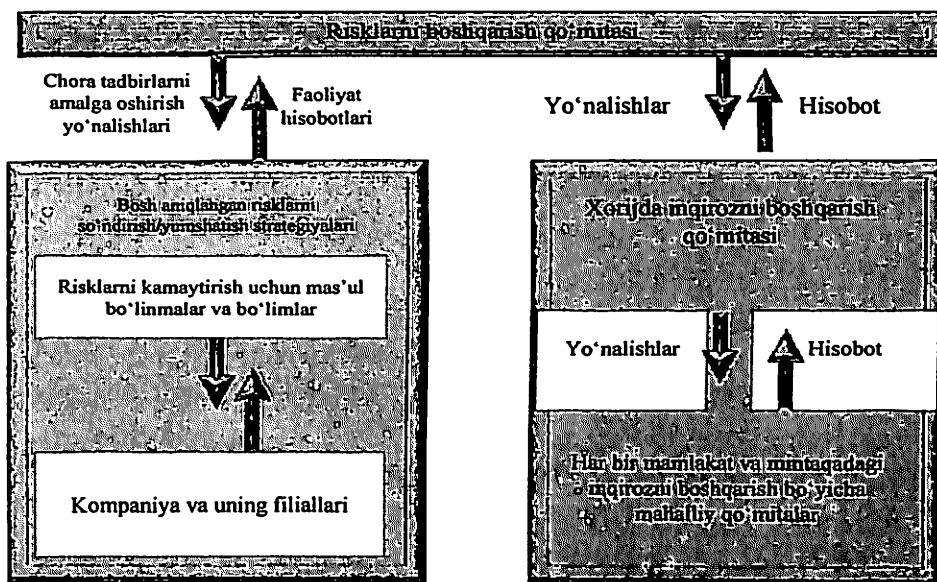 Risklarni boshqarish qo‘mitasi
Chora tadbirlarni
amalga oshirish
yo‘nalishlari
Faoliyat
hisobotlari
Yo‘nalishlar
Hisobot
Bosh aniqlangan risklarni
so‘ndirish/yumshatish strategiyalari
Risklarni kamaytirish uchun mas’ul
bo‘linmalar va bo‘limlar
Kompaniya va uning filiallari
Xorijda inqirozni boshqarish
qo‘mitasi
Yo‘nalishlar
Hisobot
Har bir mamlakat va mintaqadagi
inqirozni boshqarish bo‘yicha
mahalliy qo‘mitalar